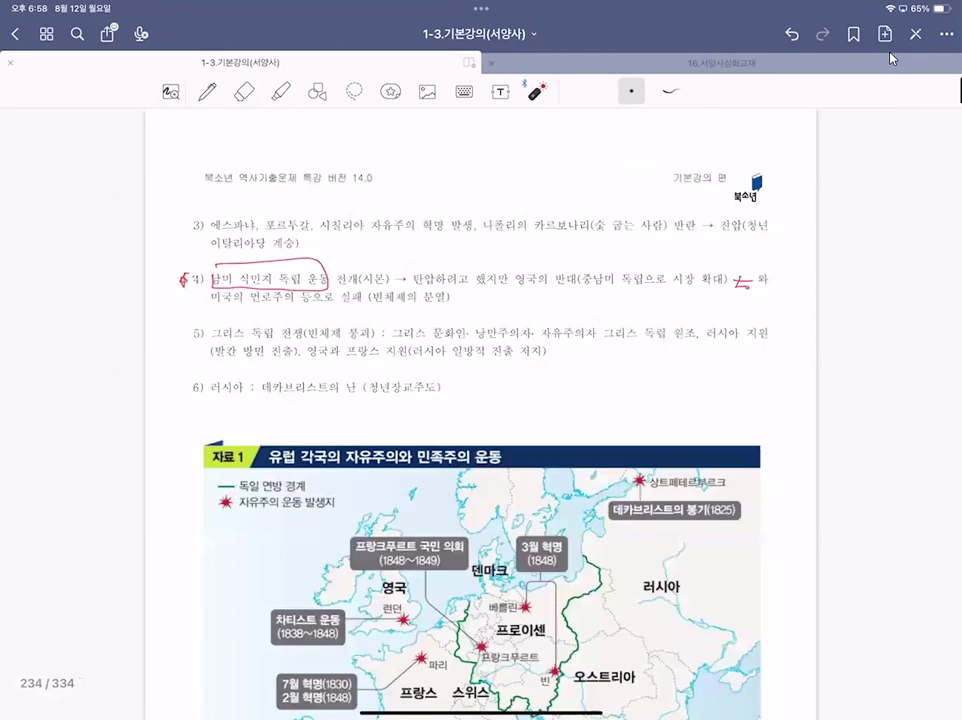 오후 6:58 8월 12일 월요일
65%
1-3.기본강의(서양사)
1-3.기본강의(서양사)
16.서양사심화교재
북소년 역사기출문제 특강 버전 14.0
기본강의 편
북소년
3) 에스파냐, 포르투갈, 시칠리아 자유주의 혁명 발생, 나폴리의 카르보나리(숯 굽는 사람) 반란 → 진압(청년
이탈리아당 계승)
4) 남미 식민지 독립 운동 전개(시몬) → 탄압하려고 했지만 영국의 반대(중남미 독립으로 시장 확대) 와
미국의 먼로주의 등으로 실패 (빈체제의 분열)
5) 그리스 독립 전쟁(빈체제 붕괴) : 그리스 문화인· 낭만주의자· 자유주의자 그리스 독립 원조, 러시아 지원
(발칸 방면 진출), 영국과 프랑스 지원(러시아 일방적 진출 저지)
6) 러시아 : 데카브리스트의 난 (청년장교주도)
자료 1 유럽 각국의 자유주의와 민족주의 운동
독일 연방 경계
자유주의 운동 발생지
상트페테르부르크
데카브리스트의 봉기(1825)
프랑크푸르트 국민 의회
(1848~1849)
3월 혁명
(1848)
덴마크
영국
러시아
런던
베를린
차티스트 운동
(1838~1848)
프로이센
프랑크푸르트
파리
빈
오스트리아
7월 혁명(1830)
2월 혁명(1848)
프랑스
스위스
234 / 334